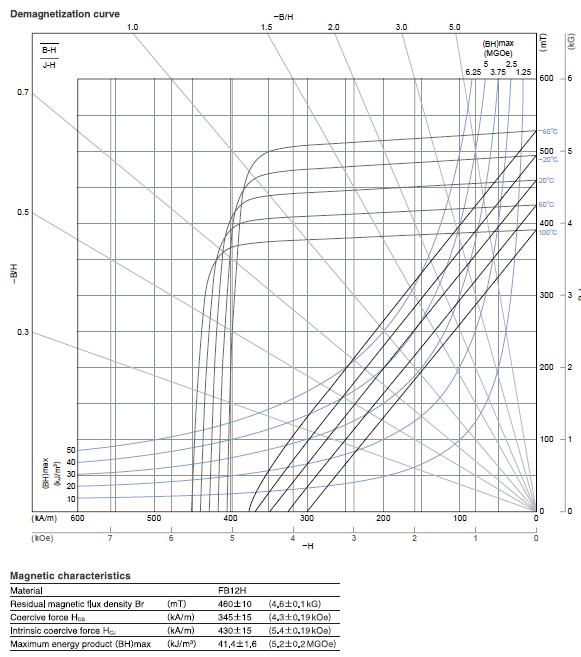 Demagnetization curve
−B/H
1.0 1.5 2.0 3.0 5.0
B-H
J-H
(BH)max
(MGOe)
5 2.5
6.25 3.75 1.25
(mT)
(kG)
0.7
600 6
−60°C
500 5
−20°C
20°C
0.5
60°C
400 4
100°C
−B/H
300 3
0.3
200 2
100 1
(BH)max
(kJ/m³)
50
40
30
20
10
0 0
(kA/m) 600 500 400 300 200 100 0
(kOe) 7 6 5 4 3 2 1 0
−H
Magnetic characteristics
Material FB12H
Residual magnetic flux density Br (mT) 460±10 (4.6±0.1kG)
Coercive force HCB (kA/m) 345±15 (4.3±0.19kOe)
Intrinsic coercive force HCJ (kA/m) 430±15 (5.4±0.19kOe)
Maximum energy product (BH)max (kJ/m³) 41.4±1.6 (5.2±0.2MGOe)